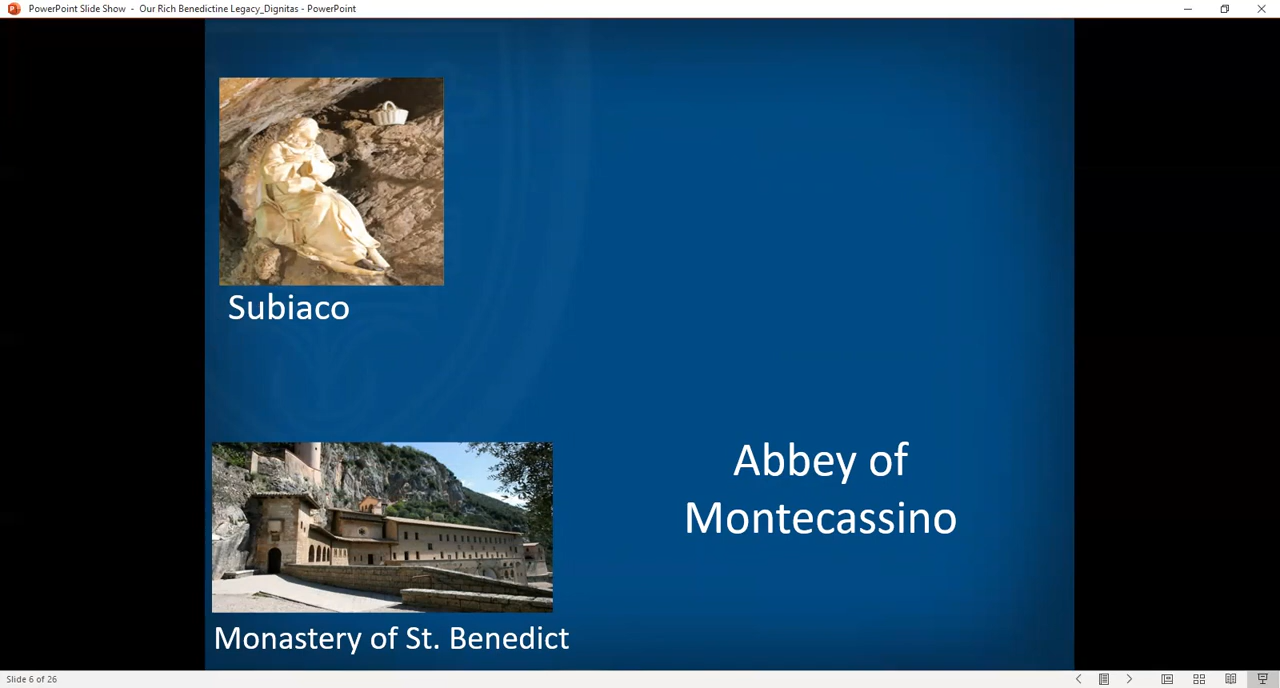 PowerPoint Slide Show - Our Rich Benedictine Legacy_Dignitas - PowerPoint
Subiaco
Abbey of
Montecassino
Monastery of St. Benedict
Slide 6 of 26